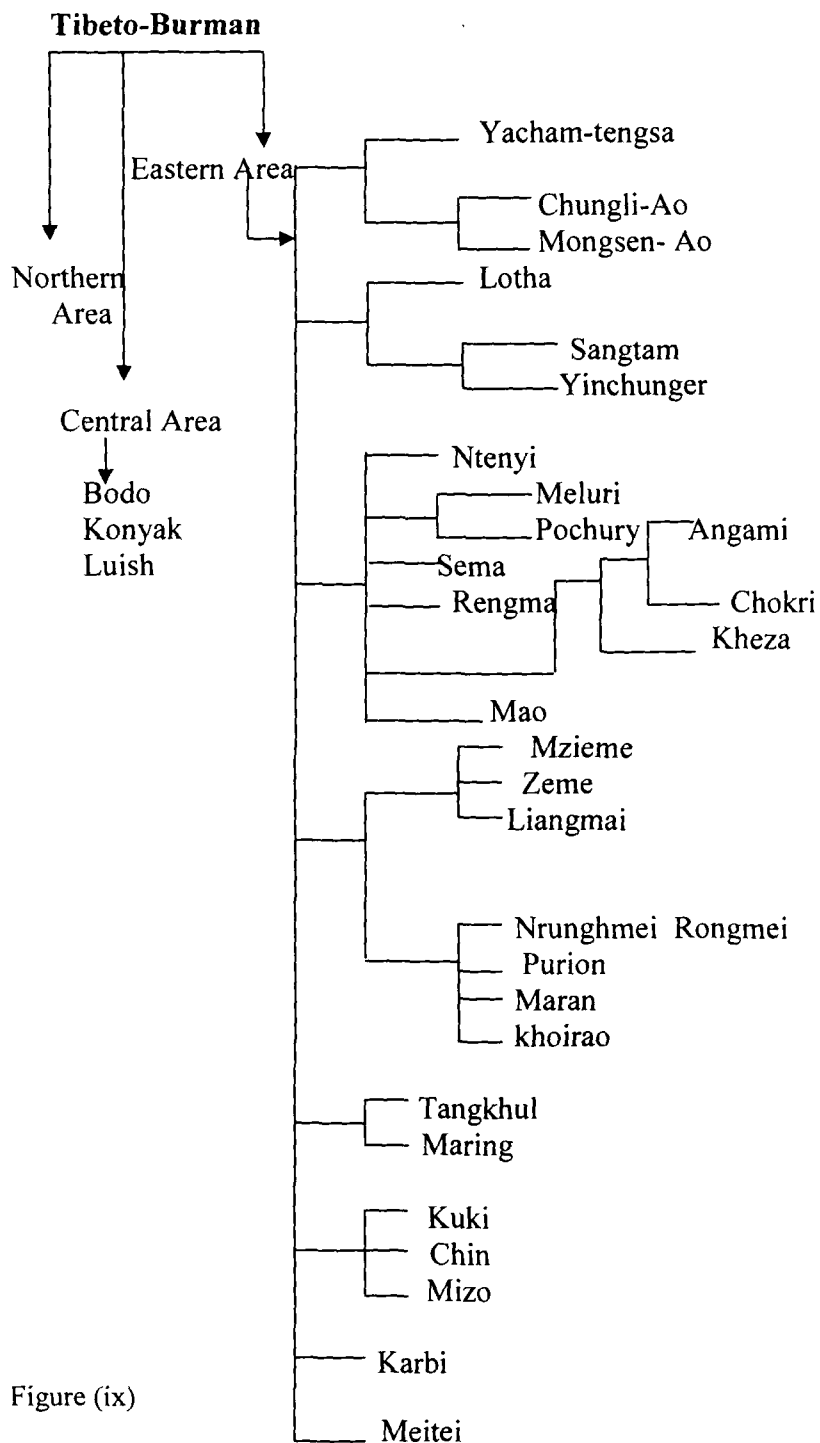 Tibeto-Burman
Yacham-tengsa
Eastern Area
Chungli-Ao
Mongsen- Ao
Northern
Area
Lotha
Sangtam
Yinchunger
Central Area
Bodo
Konyak
Luish
Ntenyi
Meluri
Pochury
Angami
Sema
Rengma
Chokri
Kheza
Mao
Mzieme
Zeme
Liangmai
Nrunghmei Rongmei
Purion
Maran
khoirao
Tangkhul
Maring
Kuki
Chin
Mizo
Karbi
Figure (ix)
Meitei